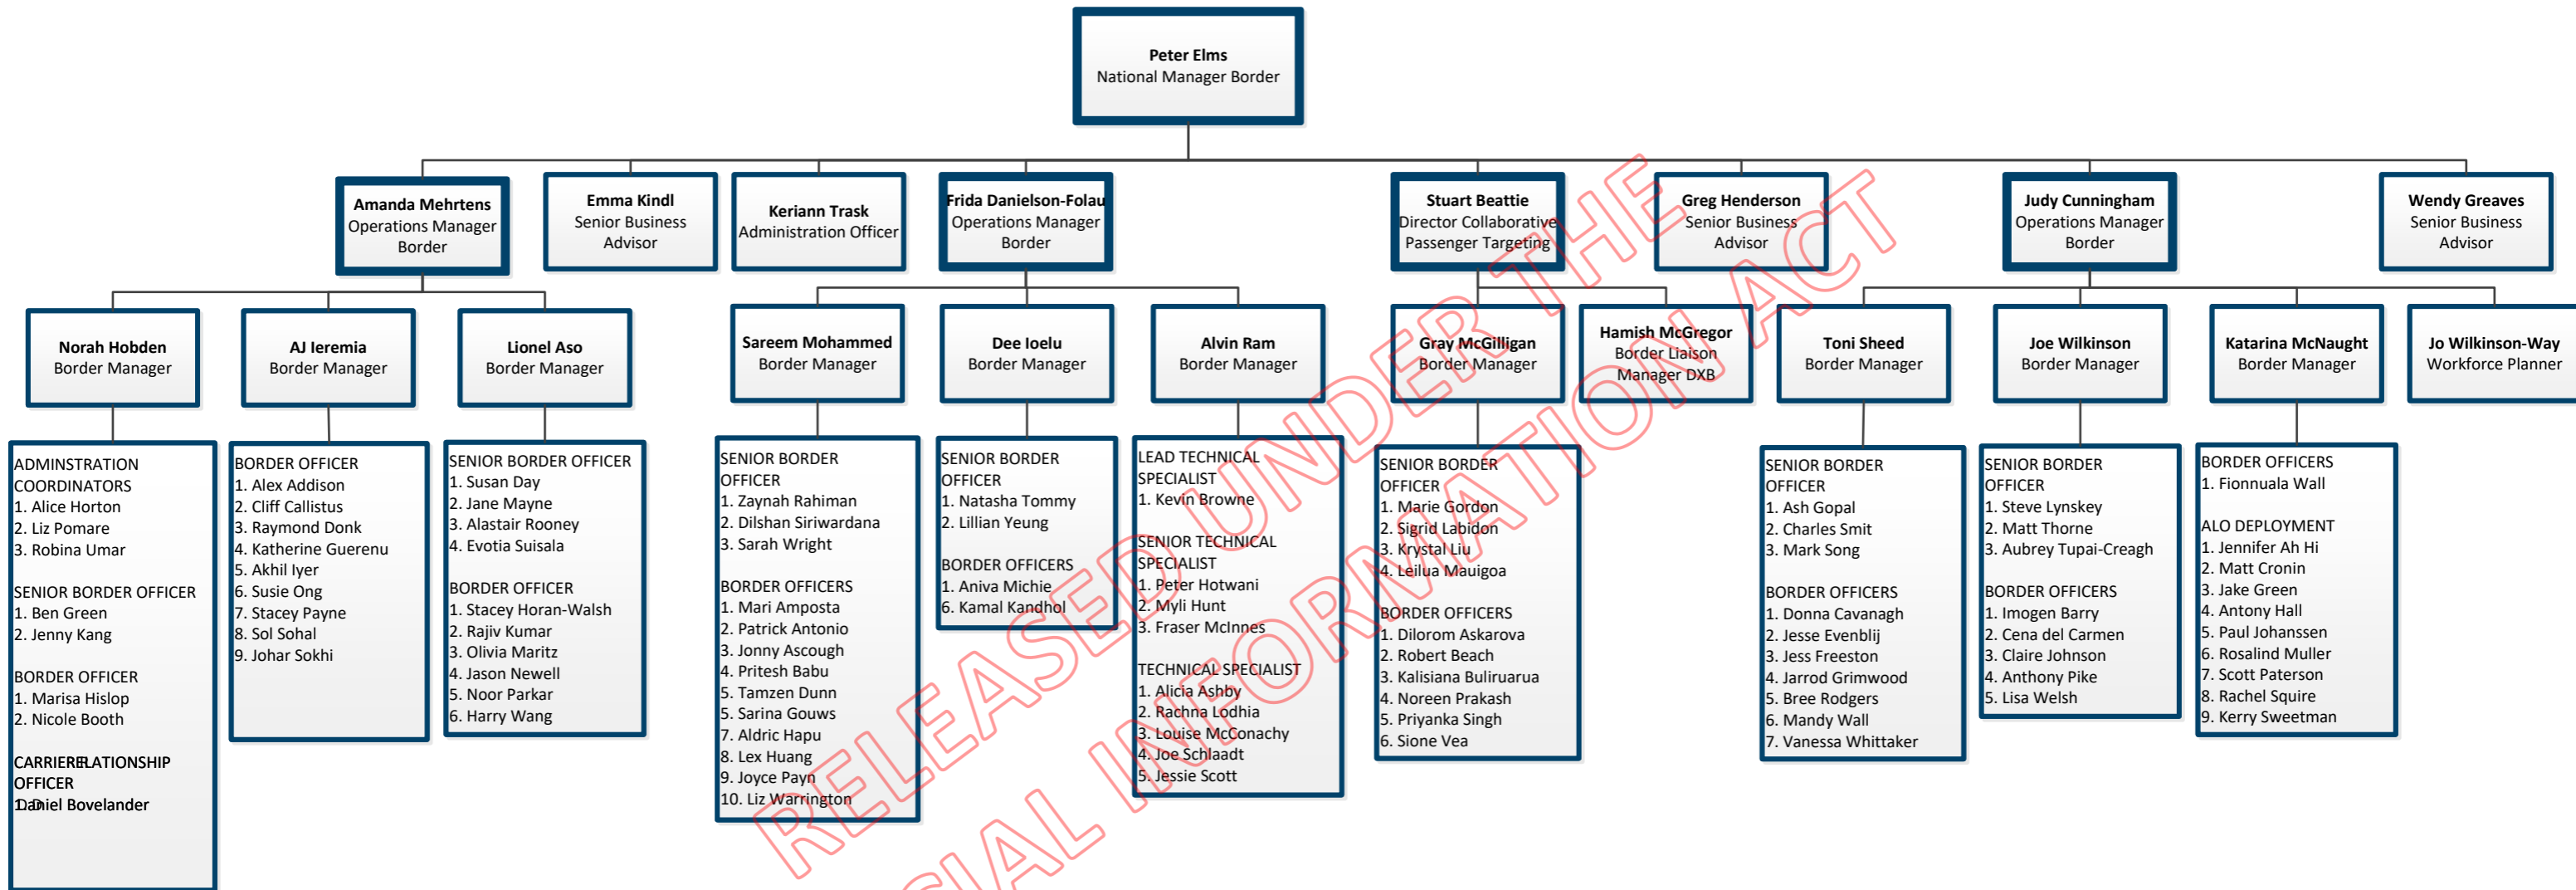 Peter Elms
National Manager Border
Amanda Mehrtens
Operations Manager
Border
Emma Kindl
Senior Business
Advisor
Keriann Trask
Administration Officer
Frida Danielson-Folau
Operations Manager
Border
Stuart Beattie
Director Collaborative
Passenger Targeting
Greg Henderson
Senior Business
Advisor
Judy Cunningham
Operations Manager
Border
Wendy Greaves
Senior Business
Advisor
Norah Hobden
Border Manager
AJ Ieremia
Border Manager
Lionel Aso
Border Manager
Sareem Mohammed
Border Manager
Dee Ioelu
Border Manager
Alvin Ram
Border Manager
Gray McGilligan
Border Manager
Hamish McGregor
Border Liaison
Manager DXB
Toni Sheed
Border Manager
Joe Wilkinson
Border Manager
Katarina McNaught
Border Manager
Jo Wilkinson-Way
Workforce Planner
ADMINSTRATION
COORDINATORS
1. Alice Horton
2. Liz Pomare
3. Robina Umar
SENIOR BORDER OFFICER
1. Ben Green
2. Jenny Kang
BORDER OFFICER
1. Marisa Hislop
2. Nicole Booth
CARRIER RELATIONSHIP
OFFICER
1. Daniel Bovelander
BORDER OFFICER
1. Alex Addison
2. Cliff Callistus
3. Raymond Donk
4. Katherine Guerenu
5. Akhil Iyer
6. Susie Ong
7. Stacey Payne
8. Sol Sohal
9. Johar Sokhi
SENIOR BORDER OFFICER
1. Susan Day
2. Jane Mayne
3. Alastair Rooney
4. Evotia Suisala
BORDER OFFICER
1. Stacey Horan-Walsh
2. Rajiv Kumar
3. Olivia Maritz
4. Jason Newell
5. Noor Parkar
6. Harry Wang
SENIOR BORDER
OFFICER
1. Zaynah Rahiman
2. Dilshan Siriwardana
3. Sarah Wright
BORDER OFFICERS
1. Mari Amposta
2. Patrick Antonio
3. Jonny Ascough
4. Pritesh Babu
5. Tamzen Dunn
5. Sarina Gouws
7. Aldric Hapu
8. Lex Huang
9. Joyce Payn
10. Liz Warrington
SENIOR BORDER
OFFICER
1. Natasha Tommy
2. Lillian Yeung
BORDER OFFICERS
1. Aniva Michie
6. Kamal Kandhol
LEAD TECHNICAL
SPECIALIST
1. Kevin Browne
SENIOR TECHNICAL
SPECIALIST
1. Peter Hotwani
2. Myli Hunt
3. Fraser McInnes
TECHNICAL SPECIALIST
1. Alicia Ashby
2. Rachna Lodhia
3. Louise McConachy
4. Joe Schlaadt
5. Jessie Scott
SENIOR BORDER
OFFICER
1. Marie Gordon
2. Sigrid Labidon
3. Krystal Liu
4. Leilua Mauigoa
BORDER OFFICERS
1. Dilorom Askarova
2. Robert Beach
3. Kalisiana Buliruarua
4. Noreen Prakash
5. Priyanka Singh
6. Sione Vea
SENIOR BORDER
OFFICER
1. Ash Gopal
2. Charles Smit
3. Mark Song
BORDER OFFICERS
1. Donna Cavanagh
2. Jesse Evenblij
3. Jess Freeston
4. Jarrod Grimwood
5. Bree Rodgers
6. Mandy Wall
7. Vanessa Whittaker
SENIOR BORDER
OFFICER
1. Steve Lynskey
2. Matt Thorne
3. Aubrey Tupai-Creagh
BORDER OFFICERS
1. Imogen Barry
2. Cena del Carmen
3. Claire Johnson
4. Anthony Pike
5. Lisa Welsh
BORDER OFFICERS
1. Fionnuala Wall
ALO DEPLOYMENT
1. Jennifer Ah Hi
2. Matt Cronin
3. Jake Green
4. Antony Hall
5. Paul Johanssen
6. Rosalind Muller
7. Scott Paterson
8. Rachel Squire
9. Kerry Sweetman
RELEASED UNDER THE
INFORMATION ACT